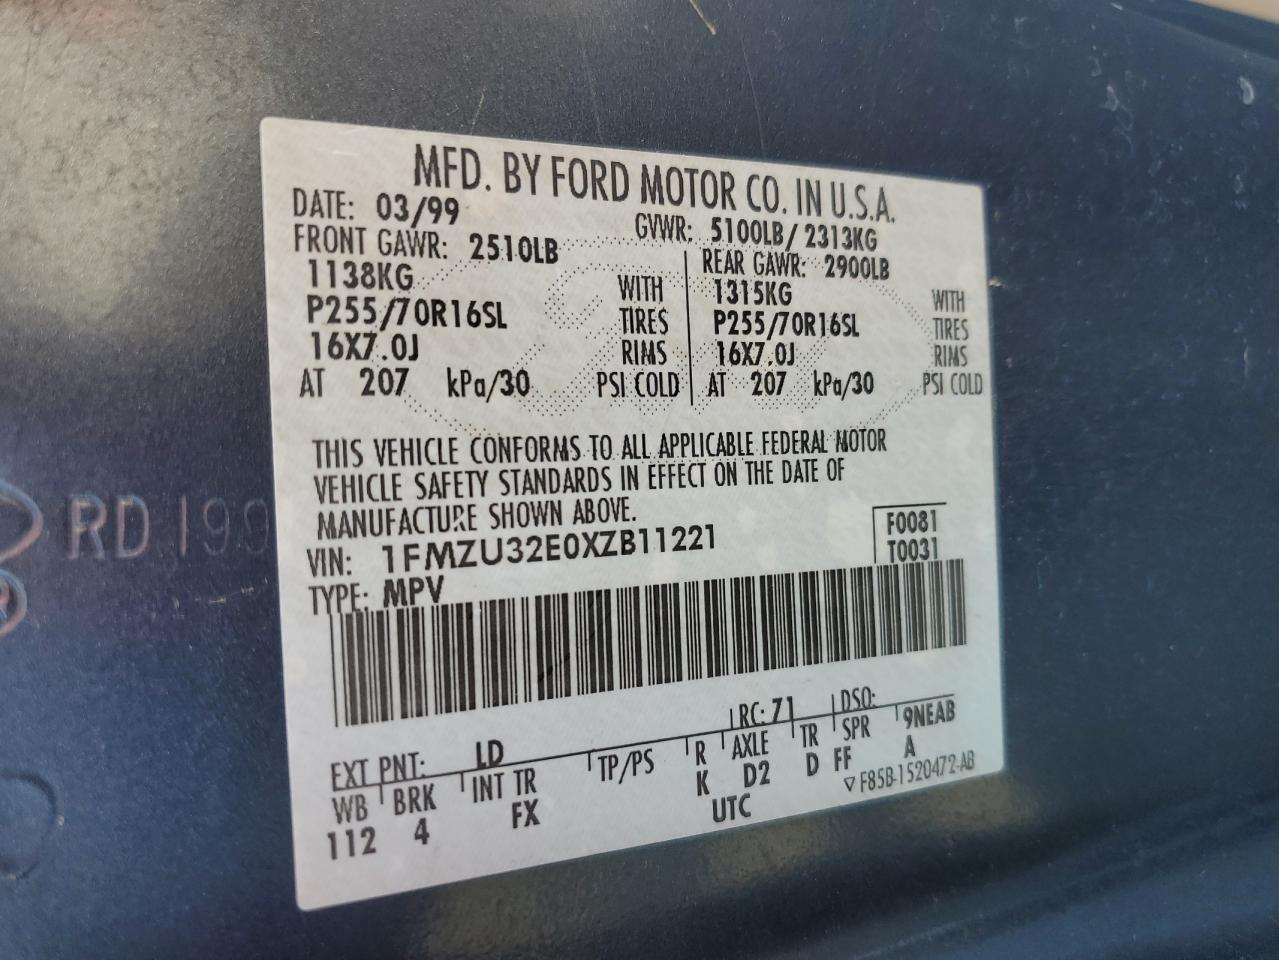 MFD. BY FORD MOTOR CO. IN U.S.A.
DATE: 03/99 GVWR: 5100LB/ 2313KG
FRONT GAWR: 2510LB REAR GAWR: 2900LB
1138KG WITH 1315KG WITH
P255/70R16SL TIRES P255/70R16SL TIRES
16X7.0J RIMS 16X7.0J RIMS
AT 207 kPa/30 PSI COLD AT 207 kPa/30 PSI COLD
THIS VEHICLE CONFORMS TO ALL APPLICABLE FEDERAL MOTOR
VEHICLE SAFETY STANDARDS IN EFFECT ON THE DATE OF
MANUFACTURE SHOWN ABOVE.
F0081
VIN: 1FMZU32E0XZB11221 T0031
TYPE: MPV
RD 199
EXT PNT: LD RC: 71 DSO:
WB BRK INT TR TP/PS R AXLE TR SPR 9NEAB
112 4 FX K D2 D FF A
UTC ▽ F85B-1520472-AB